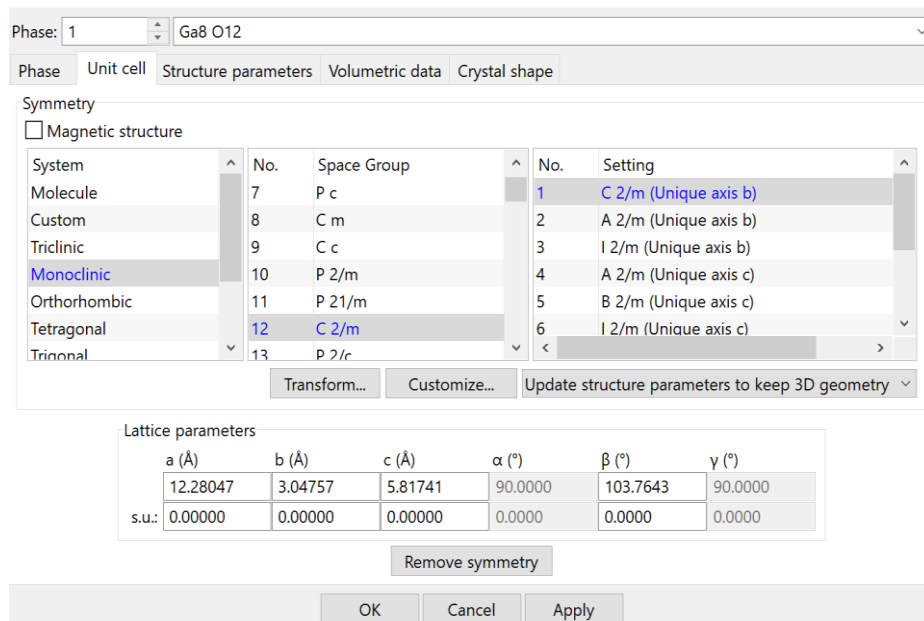 Phase: 1 Ga8 O12
Phase Unit cell Structure parameters Volumetric data Crystal shape
Symmetry
Magnetic structure
System No. Space Group No. Setting
Molecule 7 P c 1 C 2/m (Unique axis b)
Custom 8 C m 2 A 2/m (Unique axis b)
Triclinic 9 C c 3 I 2/m (Unique axis b)
Monoclinic 10 P 2/m 4 A 2/m (Unique axis c)
Orthorhombic 11 P 21/m 5 B 2/m (Unique axis c)
Tetragonal 12 C 2/m 6 I 2/m (Unique axis c)
Trigonal 13 P 2/c
Transform... Customize... Update structure parameters to keep 3D geometry
Lattice parameters
a (Å) b (Å) c (Å) α (°) β (°) γ (°)
12.28047 3.04757 5.81741 90.0000 103.7643 90.0000
s.u.: 0.00000 0.00000 0.00000 0.0000 0.0000 0.0000
Remove symmetry
OK Cancel Apply